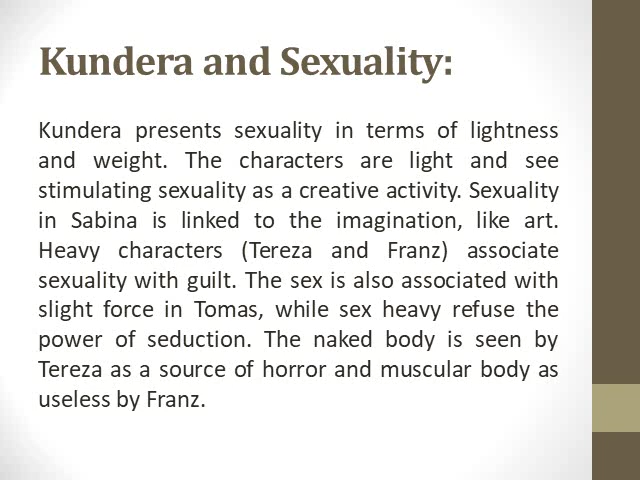 Kundera and Sexuality:
Kundera presents sexuality in terms of lightness
and weight. The characters are light and see
stimulating sexuality as a creative activity. Sexuality
in Sabina is linked to the imagination, like art.
Heavy characters (Tereza and Franz) associate
sexuality with guilt. The sex is also associated with
slight force in Tomas, while sex heavy refuse the
power of seduction. The naked body is seen by
Tereza as a source of horror and muscular body as
useless by Franz.